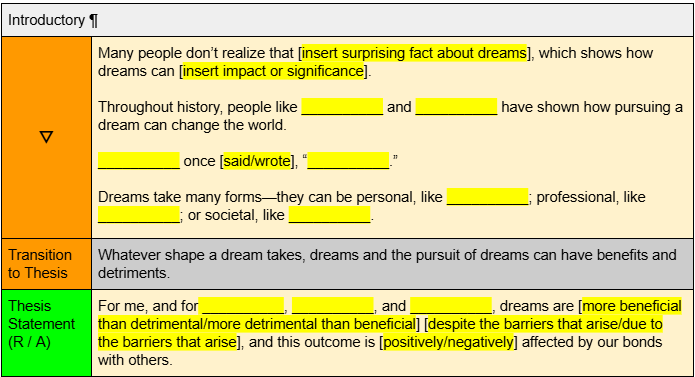 Introductory ¶
Many people don’t realize that [insert surprising fact about dreams], which shows how
dreams can [insert impact or significance].
Throughout history, people like __________ and __________ have shown how pursuing a
dream can change the world.
__________ once [said/wrote], “__________.”
Dreams take many forms—they can be personal, like __________; professional, like
__________; or societal, like __________.
Transition
to Thesis
Whatever shape a dream takes, dreams and the pursuit of dreams can have benefits and
detriments.
Thesis
Statement
(R / A)
For me, and for __________, __________, and __________, dreams are [more beneficial
than detrimental/more detrimental than beneficial] [despite the barriers that arise/due to
the barriers that arise], and this outcome is [positively/negatively] affected by our bonds
with others.